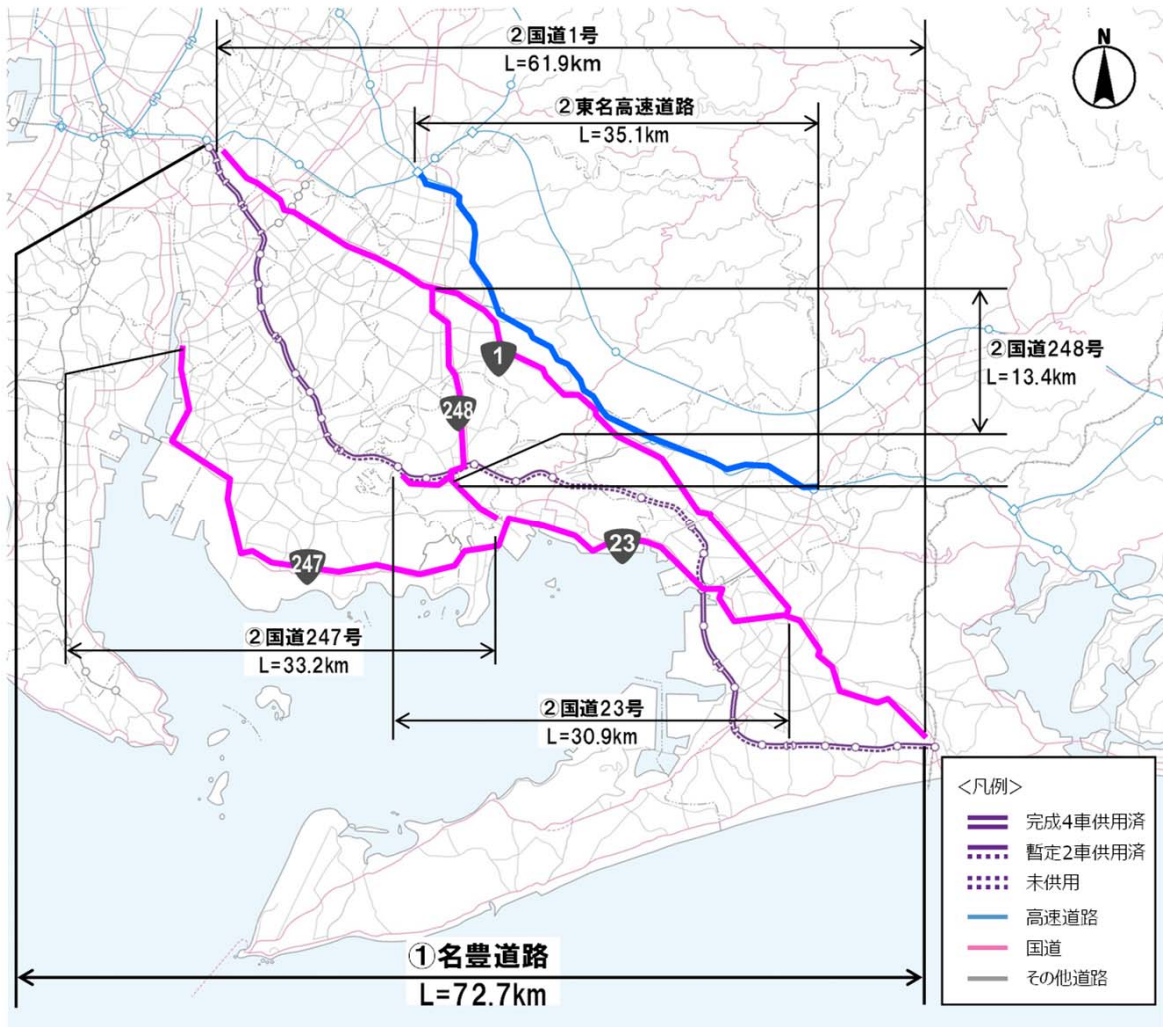 ②国道1号
L=61.9km
N
②東名高速道路
L=35.1km
②国道248号
L=13.4km
1
248
23
247
②国道247号
L=33.2km
②国道23号
L=30.9km
<凡例>
完成4車供用済
暫定2車供用済
未供用
高速道路
国道
その他道路
①名豊道路
L=72.7km